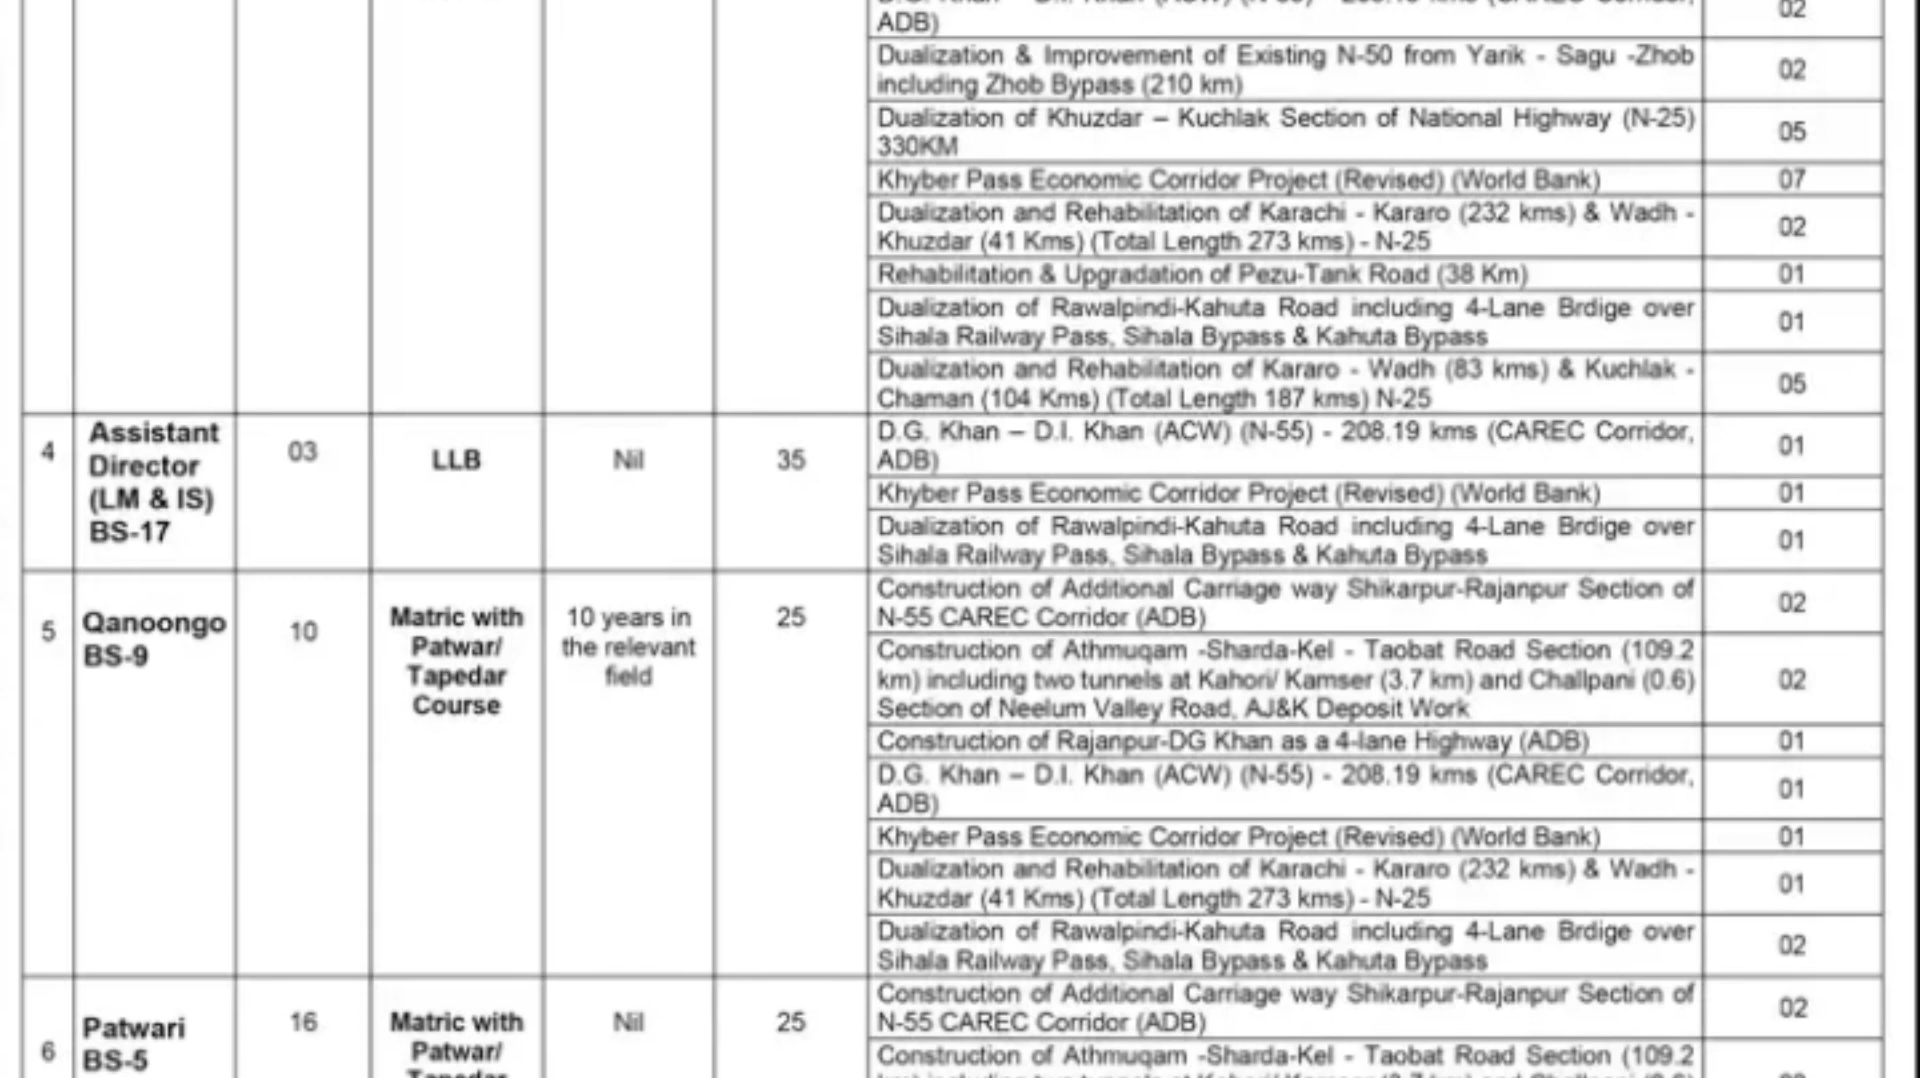 ADB)
02
Dualization & Improvement of Existing N-50 from Yarik - Sagu -Zhob
including Zhob Bypass (210 km)
02
Dualization of Khuzdar – Kuchlak Section of National Highway (N-25)
330KM
05
Khyber Pass Economic Corridor Project (Revised) (World Bank)
07
Dualization and Rehabilitation of Karachi - Kararo (232 kms) & Wadh -
Khuzdar (41 Kms) (Total Length 273 kms) - N-25
02
Rehabilitation & Upgradation of Pezu-Tank Road (38 Km)
01
Dualization of Rawalpindi-Kahuta Road including 4-Lane Brdige over
Sihala Railway Pass, Sihala Bypass & Kahuta Bypass
01
Dualization and Rehabilitation of Kararo - Wadh (83 kms) & Kuchlak -
Chaman (104 Kms) (Total Length 187 kms) N-25
05
4
Assistant
Director
(LM & IS)
BS-17
03
LLB
Nil
35
D.G. Khan – D.I. Khan (ACW) (N-55) - 208.19 kms (CAREC Corridor,
ADB)
01
Khyber Pass Economic Corridor Project (Revised) (World Bank)
01
Dualization of Rawalpindi-Kahuta Road including 4-Lane Brdige over
Sihala Railway Pass, Sihala Bypass & Kahuta Bypass
01
5
Qanoongo
BS-9
10
Matric with
Patwar/
Tapedar
Course
10 years in
the relevant
field
25
Construction of Additional Carriage way Shikarpur-Rajanpur Section of
N-55 CAREC Corridor (ADB)
02
Construction of Athmuqam -Sharda-Kel - Taobat Road Section (109.2
km) including two tunnels at Kahori/ Kamser (3.7 km) and Challpani (0.6)
Section of Neelum Valley Road, AJ&K Deposit Work
02
Construction of Rajanpur-DG Khan as a 4-lane Highway (ADB)
01
D.G. Khan – D.I. Khan (ACW) (N-55) - 208.19 kms (CAREC Corridor,
ADB)
01
Khyber Pass Economic Corridor Project (Revised) (World Bank)
01
Dualization and Rehabilitation of Karachi - Kararo (232 kms) & Wadh -
Khuzdar (41 Kms) (Total Length 273 kms) - N-25
01
Dualization of Rawalpindi-Kahuta Road including 4-Lane Brdige over
Sihala Railway Pass, Sihala Bypass & Kahuta Bypass
02
6
Patwari
BS-5
16
Matric with
Patwar/
Nil
25
Construction of Additional Carriage way Shikarpur-Rajanpur Section of
N-55 CAREC Corridor (ADB)
02
Construction of Athmuqam -Sharda-Kel - Taobat Road Section (109.2